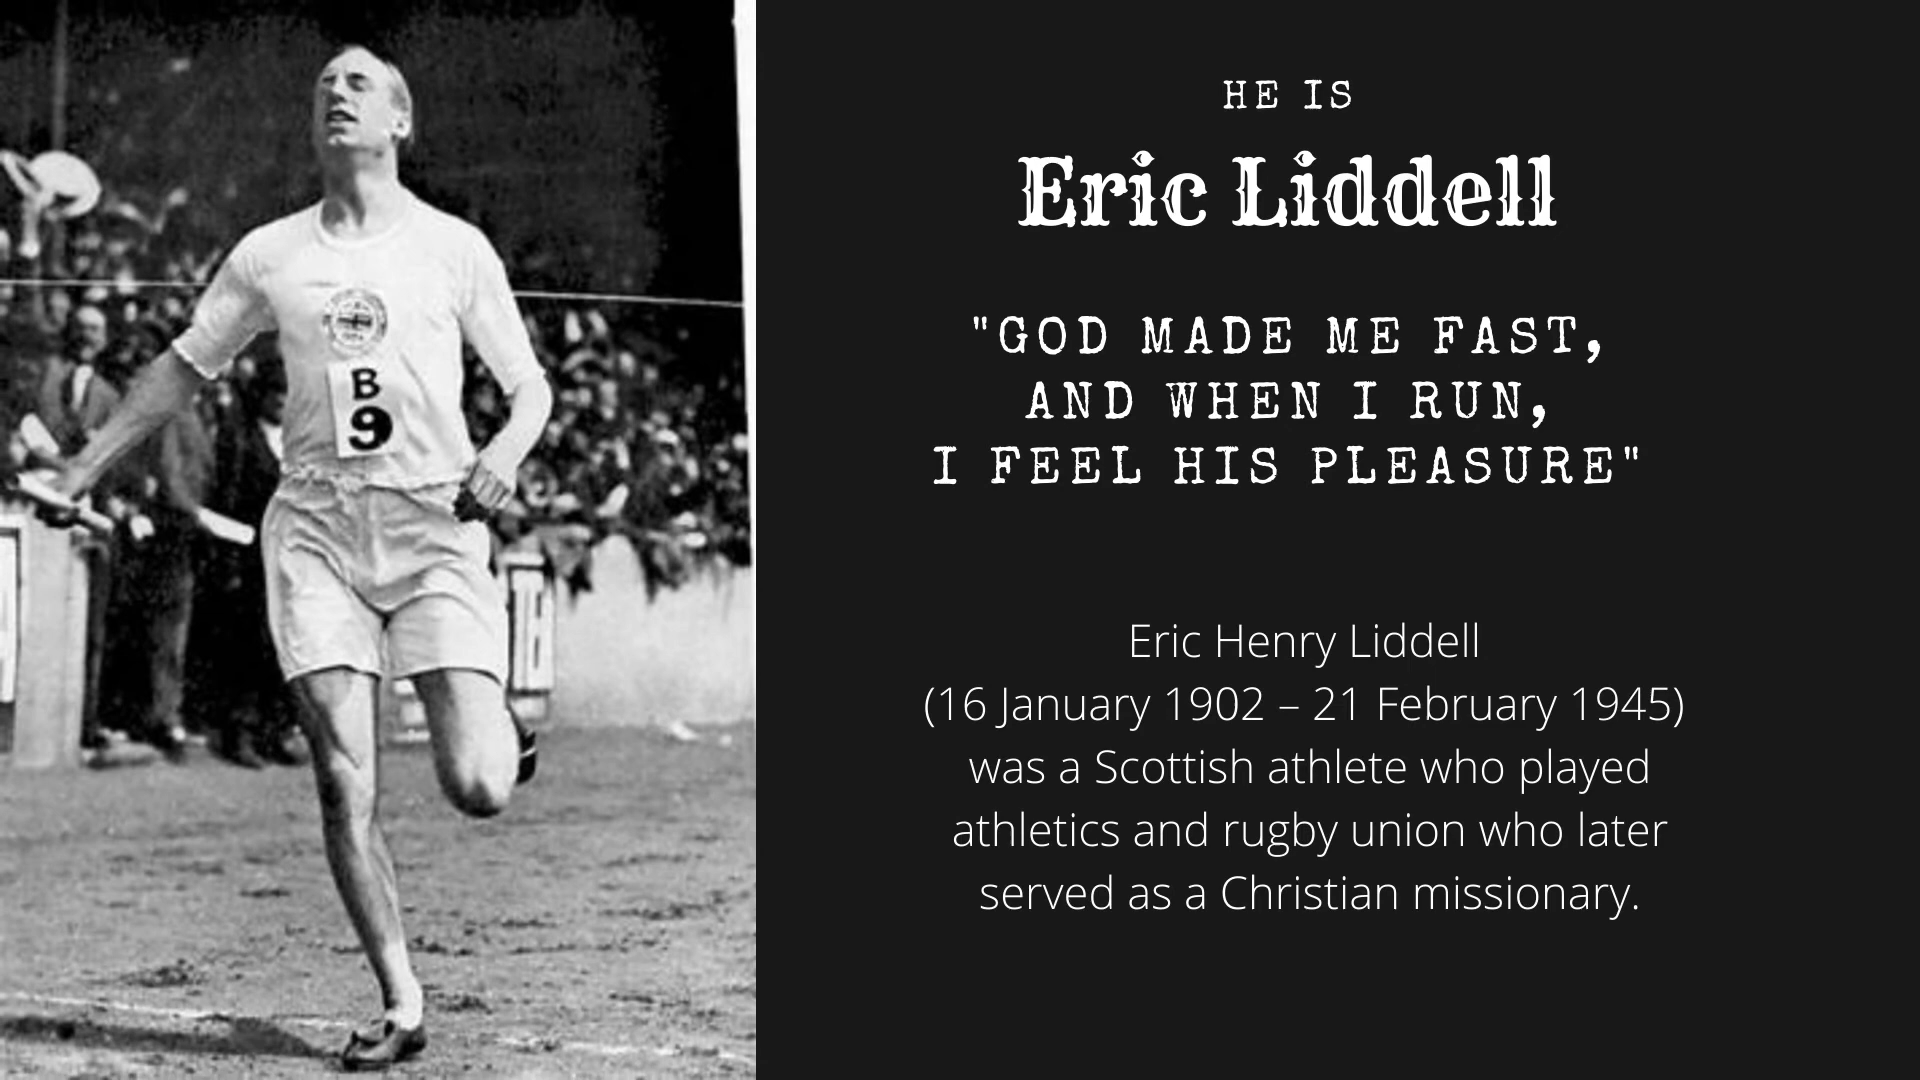 HE IS
Eric Liddell
"GOD MADE ME FAST,
AND WHEN I RUN,
I FEEL HIS PLEASURE"
Eric Henry Liddell
(16 January 1902 – 21 February 1945)
was a Scottish athlete who played
athletics and rugby union who later
served as a Christian missionary.
B
9